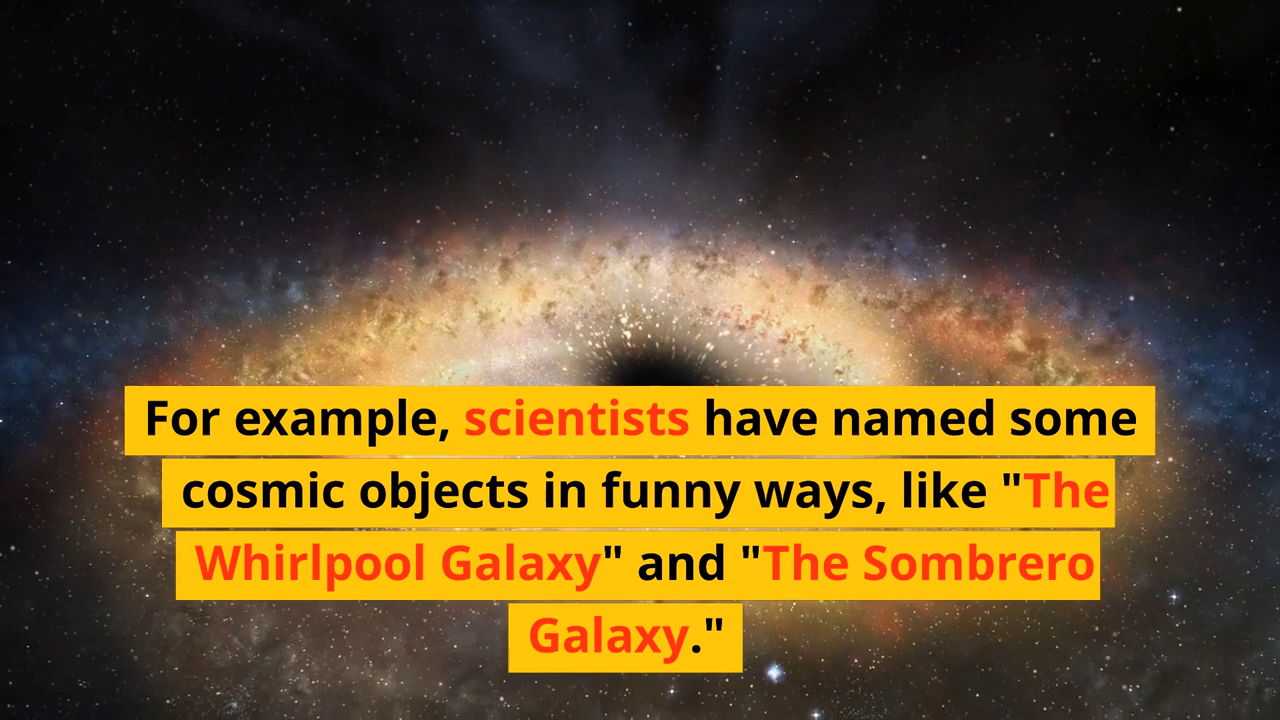 For example, scientists have named some
cosmic objects in funny ways, like "The
Whirlpool Galaxy" and "The Sombrero
Galaxy."